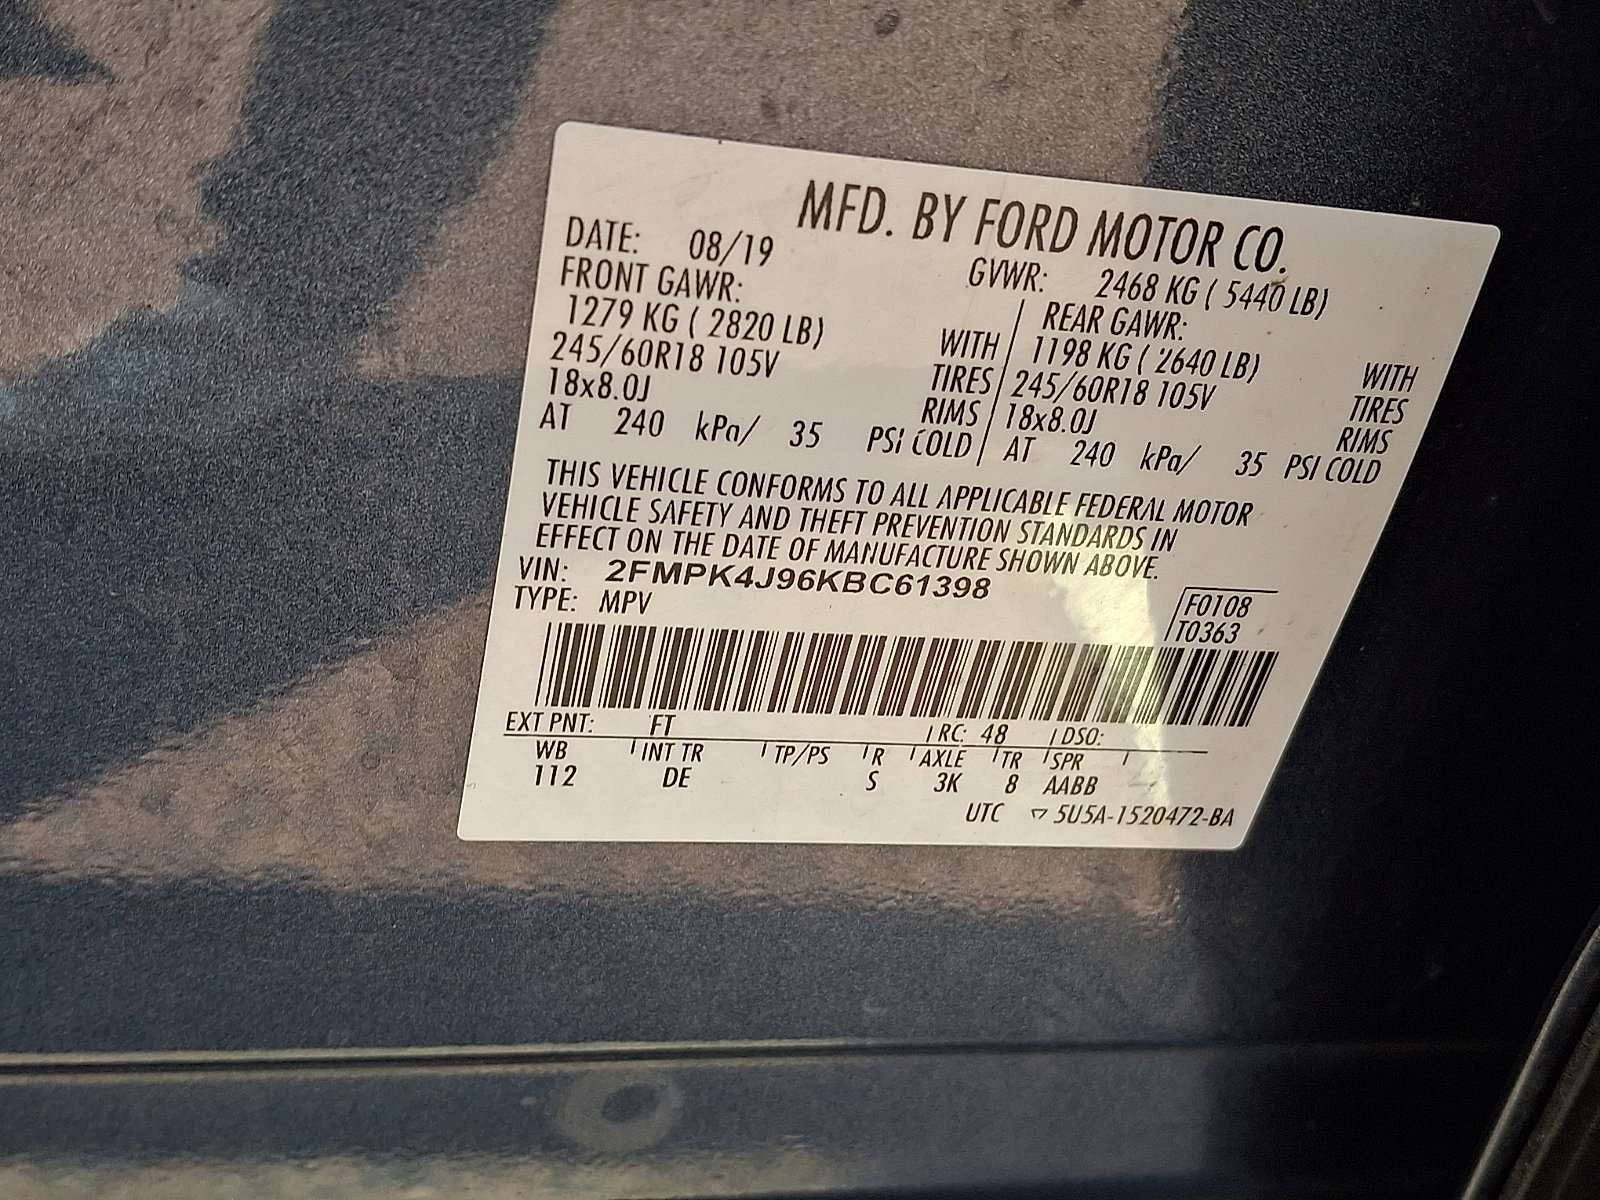 MFD. BY FORD MOTOR CO.
DATE: 08/19 GVWR: 2468 KG ( 5440 LB)
FRONT GAWR: REAR GAWR:
1279 KG ( 2820 LB) WITH 1198 KG ( 2640 LB) WITH
245/60R18 105V TIRES 245/60R18 105V TIRES
18x8.0J RIMS 18x8.0J RIMS
AT 240 kPa/ 35 PSI COLD AT 240 kPa/ 35 PSI COLD
THIS VEHICLE CONFORMS TO ALL APPLICABLE FEDERAL MOTOR
VEHICLE SAFETY AND THEFT PREVENTION STANDARDS IN
EFFECT ON THE DATE OF MANUFACTURE SHOWN ABOVE.
VIN: 2FMPK4J96KBC61398
TYPE: MPV
F0108
T0363
EXT PNT: FT RC: 48 DSO:
WB INT TR TP/PS R AXLE TR SPR
112 DE S 3K 8 AABB
UTC 5U5A-1520472-BA